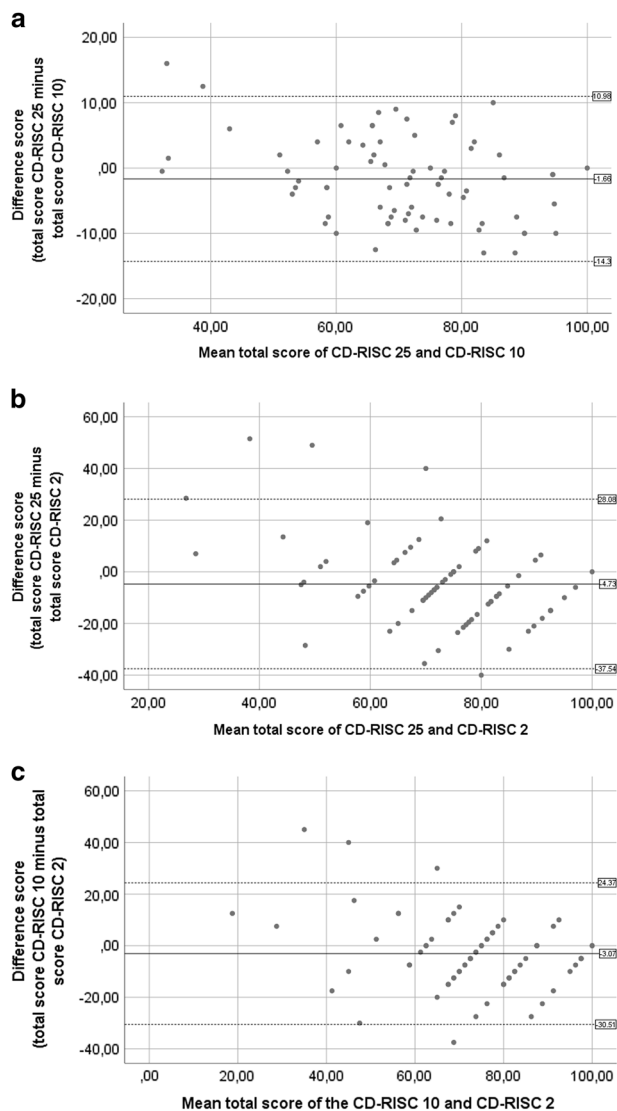 a
Difference score
(total score CD-RISC 25 minus
total score CD-RISC 10)
20,00
10,00
,00
-10,00
-20,00
10.98
-1.66
-14.3
40,00 60,00 80,00 100,00
Mean total score of CD-RISC 25 and CD-RISC 10
b
Difference score
(total score CD-RISC 25 minus
total score CD-RISC 2)
60,00
40,00
20,00
,00
-20,00
-40,00
28.08
-4.73
-37.54
20,00 40,00 60,00 80,00 100,00
Mean total score of CD-RISC 25 and CD-RISC 2
c
Difference score
(total score CD-RISC 10 minus total
score CD-RISC 2)
60,00
40,00
20,00
,00
-20,00
-40,00
24.37
-3.07
-30.51
,00 20,00 40,00 60,00 80,00 100,00
Mean total score of the CD-RISC 10 and CD-RISC 2